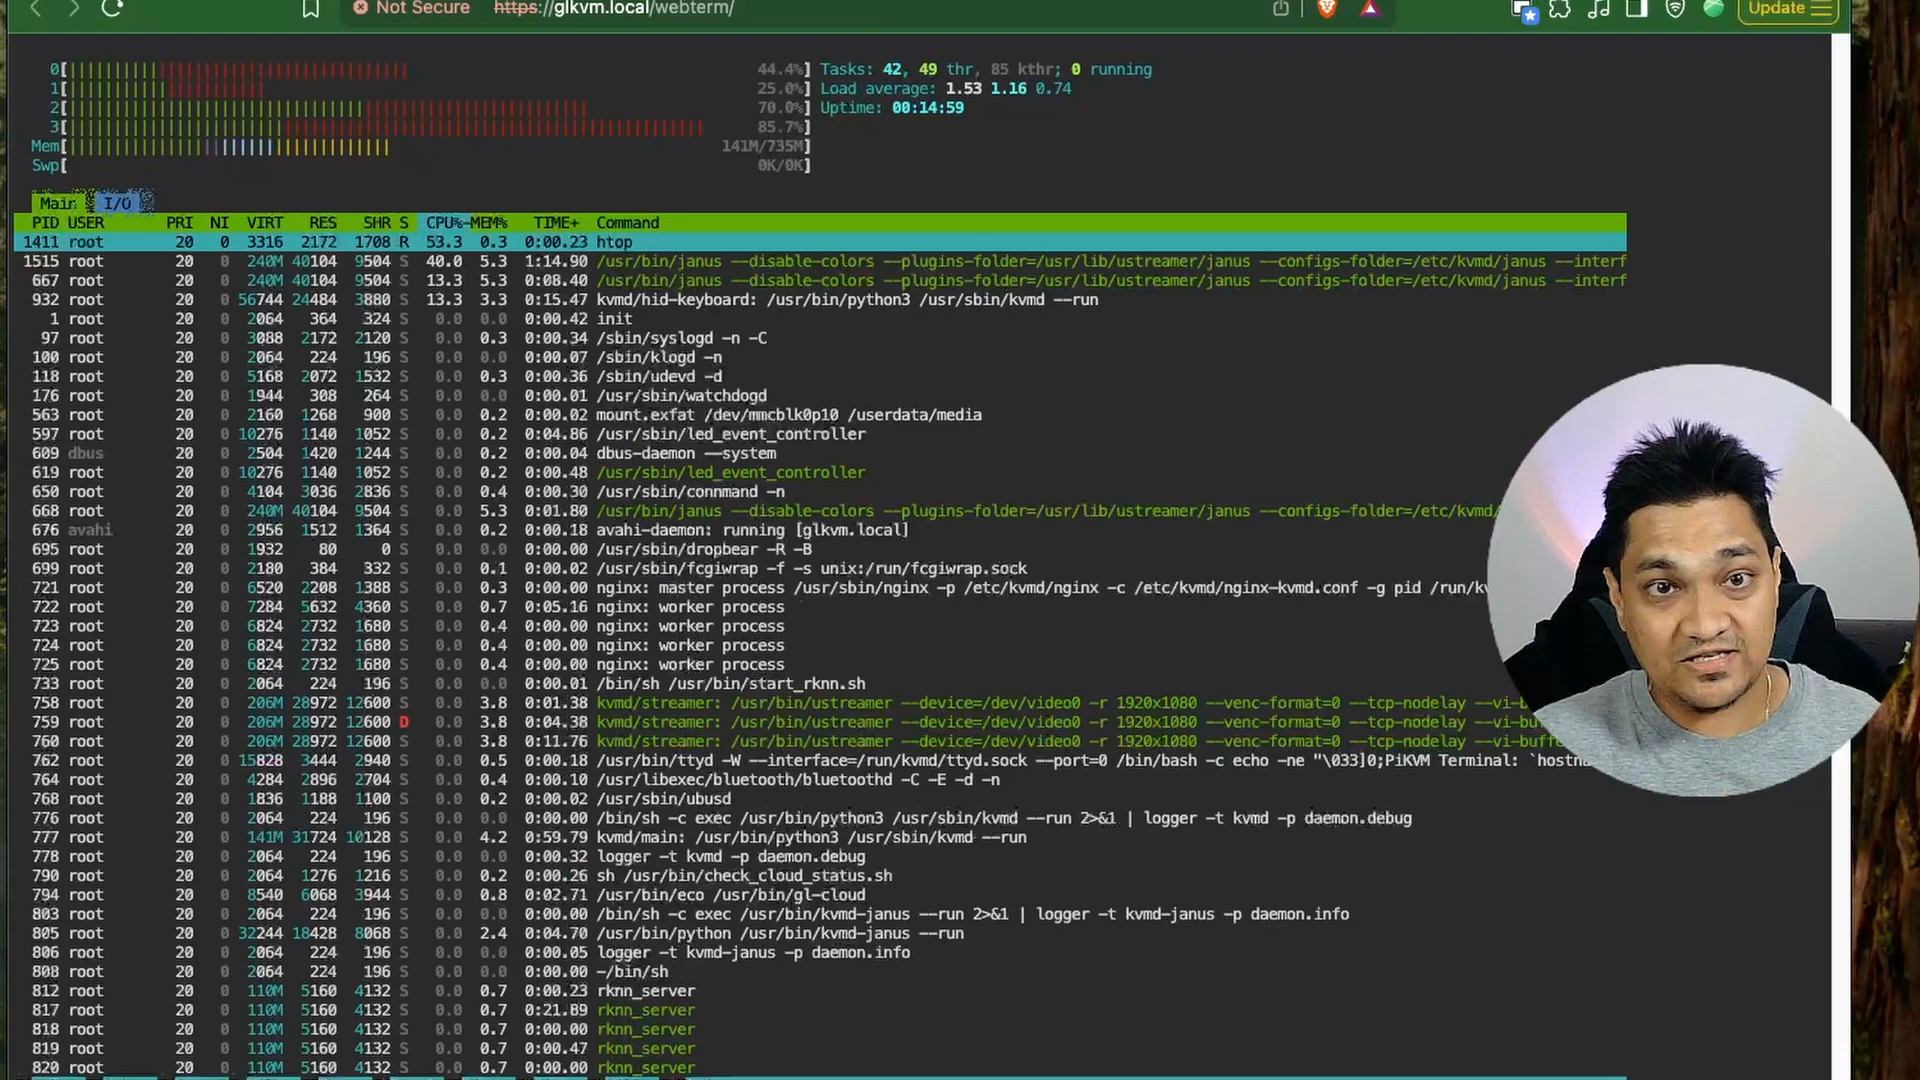 Not Secure https://glkvm.local/webterm/ Update
0[ 44.4%] Tasks: 42, 49 thr, 85 kthr; 0 running
1[ 25.0%] Load average: 1.53 1.16 0.74
2[ 70.0%] Uptime: 00:14:59
3[ 85.7%]
Mem[ 141M/735M]
Swp[ 0K/0K]
Main I/O
PID USER PRI NI VIRT RES SHR S CPU%-MEM% TIME+ Command
1411 root 20 0 3316 2172 1708 R 53.3 0.3 0:00.23 htop
1515 root 20 0 240M 40104 9504 S 40.0 5.3 1:14.90 /usr/bin/janus --disable-colors --plugins-folder=/usr/lib/ustreamer/janus --configs-folder=/etc/kvmd/janus --interf
667 root 20 0 240M 40104 9504 S 13.3 5.3 0:08.40 /usr/bin/janus --disable-colors --plugins-folder=/usr/lib/ustreamer/janus --configs-folder=/etc/kvmd/janus --interf
932 root 20 0 56744 24484 3880 S 13.3 3.3 0:15.47 kvmd/hid-keyboard: /usr/bin/python3 /usr/sbin/kvmd --run
1 root 20 0 2064 364 324 S 0.0 0.0 0:00.42 init
97 root 20 0 3088 2172 2120 S 0.0 0.3 0:00.34 /sbin/syslogd -n -C
100 root 20 0 2064 224 196 S 0.0 0.0 0:00.07 /sbin/klogd -n
118 root 20 0 5168 2072 1532 S 0.0 0.3 0:00.36 /sbin/udevd -d
176 root 20 0 1944 308 264 S 0.0 0.0 0:00.01 /usr/sbin/watchdogd
563 root 20 0 2160 1268 900 S 0.0 0.2 0:00.02 mount.exfat /dev/mmcblk0p10 /userdata/media
597 root 20 0 10276 1140 1052 S 0.0 0.2 0:04.86 /usr/sbin/led_event_controller
609 dbus 20 0 2504 1420 1244 S 0.0 0.2 0:00.04 dbus-daemon --system
619 root 20 0 10276 1140 1052 S 0.0 0.2 0:00.48 /usr/sbin/led_event_controller
650 root 20 0 4104 3036 2836 S 0.0 0.4 0:00.30 /usr/sbin/connmand -n
668 root 20 0 240M 40104 9504 S 0.0 5.3 0:01.80 /usr/bin/janus --disable-colors --plugins-folder=/usr/lib/ustreamer/janus --configs-folder=/etc/kvmd/
676 avahi 20 0 2956 1512 1364 S 0.0 0.2 0:00.18 avahi-daemon: running [glkvm.local]
695 root 20 0 1932 80 0 S 0.0 0.0 0:00.00 /usr/sbin/dropbear -R -B
699 root 20 0 2180 384 332 S 0.0 0.1 0:00.02 /usr/sbin/fcgiwrap -f -s unix:/run/fcgiwrap.sock
721 root 20 0 6520 2208 1388 S 0.0 0.3 0:00.00 nginx: master process /usr/sbin/nginx -p /etc/kvmd/nginx -c /etc/kvmd/nginx-kvmd.conf -g pid /run/kv
722 root 20 0 7284 5632 4360 S 0.0 0.7 0:05.16 nginx: worker process
723 root 20 0 6824 2732 1680 S 0.0 0.4 0:00.00 nginx: worker process
724 root 20 0 6824 2732 1680 S 0.0 0.4 0:00.00 nginx: worker process
725 root 20 0 6824 2732 1680 S 0.0 0.4 0:00.00 nginx: worker process
733 root 20 0 2064 224 196 S 0.0 0.0 0:00.01 /bin/sh /usr/bin/start_rknn.sh
758 root 20 0 206M 28972 12600 S 0.0 3.8 0:01.38 kvmd/streamer: /usr/bin/ustreamer --device=/dev/video0 -r 1920x1080 --venc-format=0 --tcp-nodelay --vi-b
759 root 20 0 206M 28972 12600 D 0.0 3.8 0:04.38 kvmd/streamer: /usr/bin/ustreamer --device=/dev/video0 -r 1920x1080 --venc-format=0 --tcp-nodelay --vi-bu
760 root 20 0 206M 28972 12600 S 0.0 3.8 0:11.76 kvmd/streamer: /usr/bin/ustreamer --device=/dev/video0 -r 1920x1080 --venc-format=0 --tcp-nodelay --vi-buffe
762 root 20 0 15828 3444 2940 S 0.0 0.5 0:00.18 /usr/bin/ttyd -W --interface=/run/kvmd/ttyd.sock --port=0 /bin/bash -c echo -ne "\033]0;PiKVM Terminal: `hostna
764 root 20 0 4284 2896 2704 S 0.0 0.4 0:00.10 /usr/libexec/bluetooth/bluetoothd -C -E -d -n
768 root 20 0 1836 1188 1100 S 0.0 0.2 0:00.02 /usr/sbin/ubusd
776 root 20 0 2064 224 196 S 0.0 0.0 0:00.00 /bin/sh -c exec /usr/bin/python3 /usr/sbin/kvmd --run 2>&1 | logger -t kvmd -p daemon.debug
777 root 20 0 141M 31724 10128 S 0.0 4.2 0:59.79 kvmd/main: /usr/bin/python3 /usr/sbin/kvmd --run
778 root 20 0 2064 224 196 S 0.0 0.0 0:00.32 logger -t kvmd -p daemon.debug
790 root 20 0 2064 1276 1216 S 0.0 0.2 0:00.26 sh /usr/bin/check_cloud_status.sh
794 root 20 0 8540 6068 3944 S 0.0 0.8 0:02.71 /usr/bin/eco /usr/bin/gl-cloud
803 root 20 0 2064 224 196 S 0.0 0.0 0:00.00 /bin/sh -c exec /usr/bin/kvmd-janus --run 2>&1 | logger -t kvmd-janus -p daemon.info
805 root 20 0 32244 18428 8068 S 0.0 2.4 0:04.70 /usr/bin/python /usr/bin/kvmd-janus --run
806 root 20 0 2064 224 196 S 0.0 0.0 0:00.05 logger -t kvmd-janus -p daemon.info
808 root 20 0 2064 224 196 S 0.0 0.0 0:00.00 -/bin/sh
812 root 20 0 110M 5160 4132 S 0.0 0.7 0:00.23 rknn_server
817 root 20 0 110M 5160 4132 S 0.0 0.7 0:21.89 rknn_server
818 root 20 0 110M 5160 4132 S 0.0 0.7 0:00.00 rknn_server
819 root 20 0 110M 5160 4132 S 0.0 0.7 0:00.47 rknn_server
820 root 20 0 110M 5160 4132 S 0.0 0.7 0:00.00 rknn_server